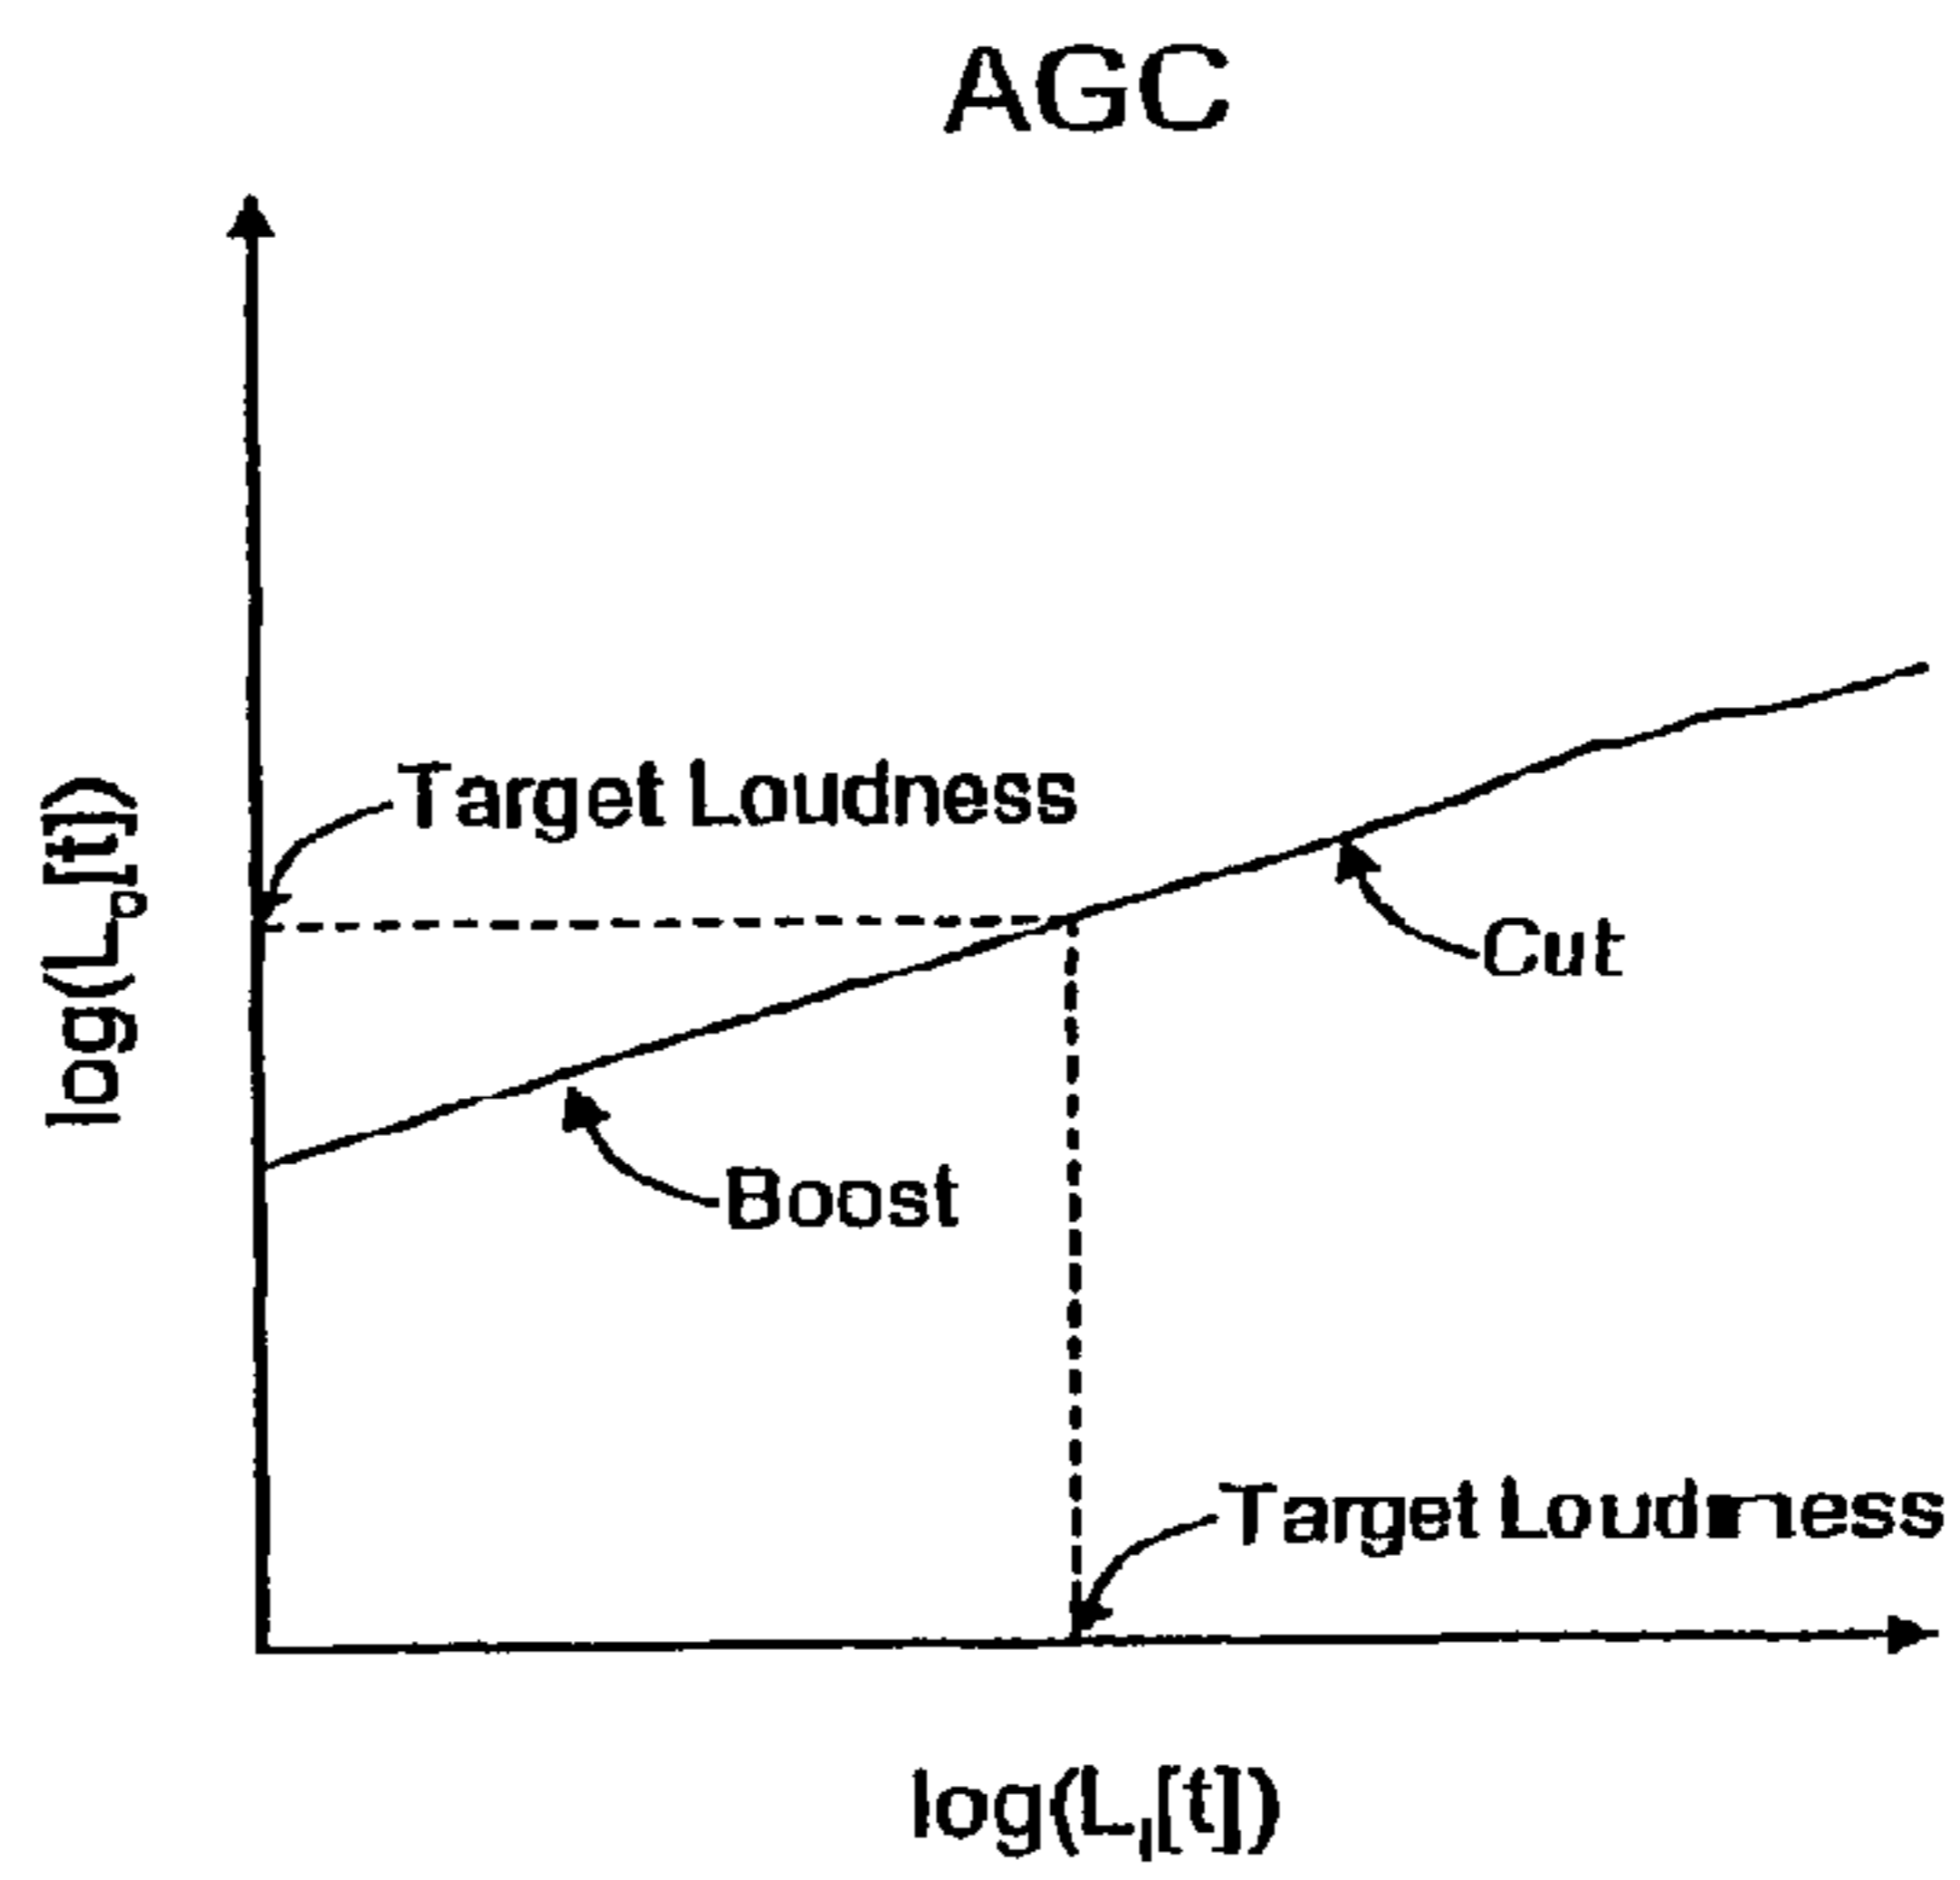 AGC
Target Loudness
log(Lo[t])
Cut
Boost
Target Loudness
log(Li[t])